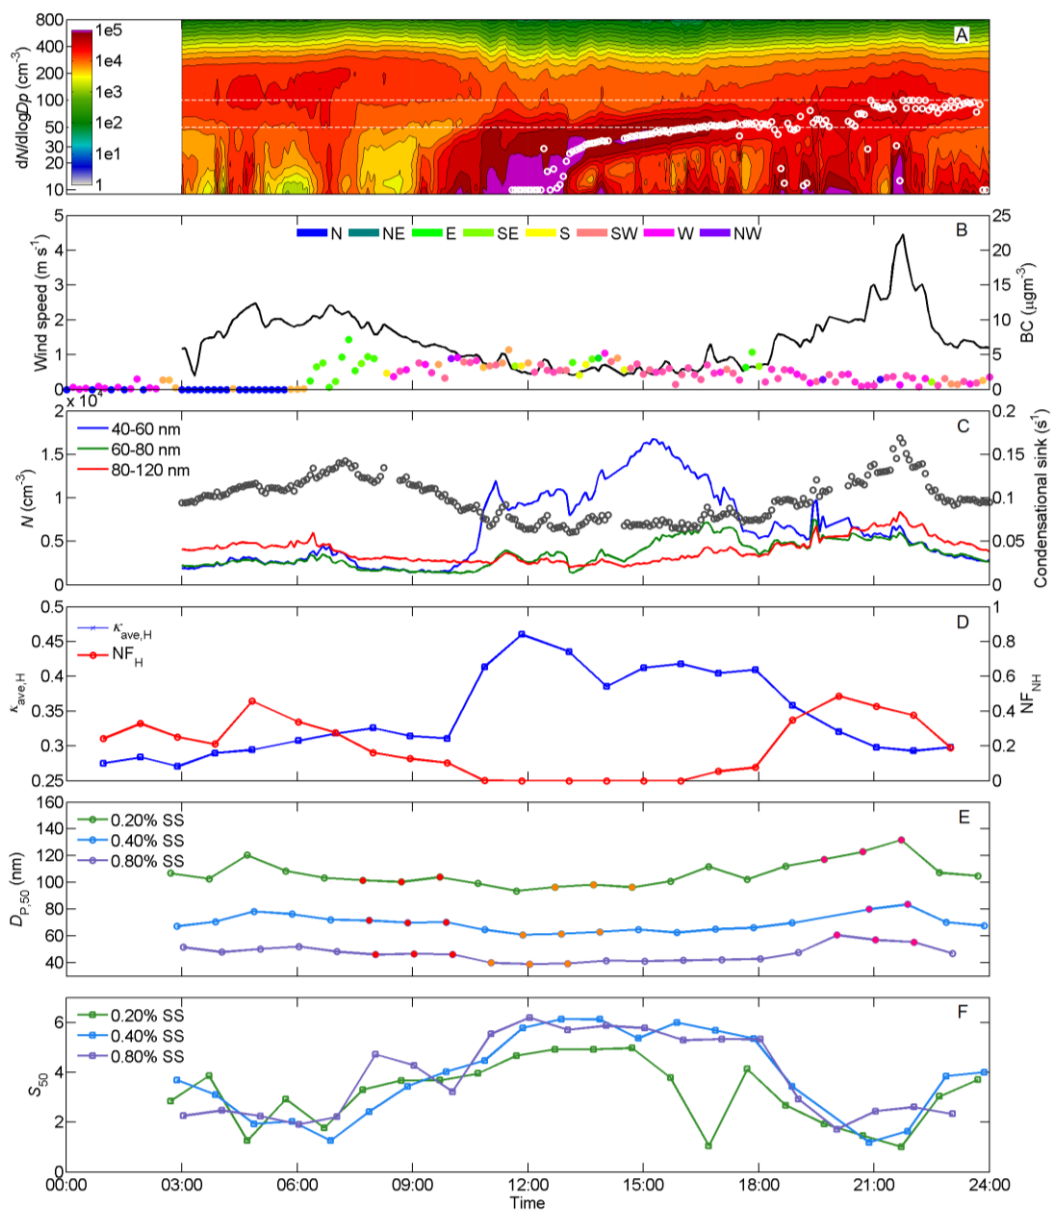 800
400
200
100
50
30
20
10
dN/dlogDp (cm-3)
1e5
1e4
1e3
1e2
1e1
1
A
5
4
3
2
1
0
Wind speed (m s-1)
N NE E SE S SW W NW
B
25
20
15
10
5
0
BC (μgm-3)
x 10^4
2
1.5
1
0.5
0
N (cm-3)
40-60 nm
60-80 nm
80-120 nm
C
0.2
0.15
0.1
0.05
0
Condensational sink (s-1)
0.5
0.45
0.4
0.35
0.3
0.25
κave,H
κave,H
NFH
D
1
0.8
0.6
0.4
0.2
0
NFNH
160
140
120
100
80
60
40
DP,50 (nm)
0.20% SS
0.40% SS
0.80% SS
E
6
4
2
0
S50
0.20% SS
0.40% SS
0.80% SS
F
00:00 03:00 06:00 09:00 12:00 15:00 18:00 21:00 24:00
Time